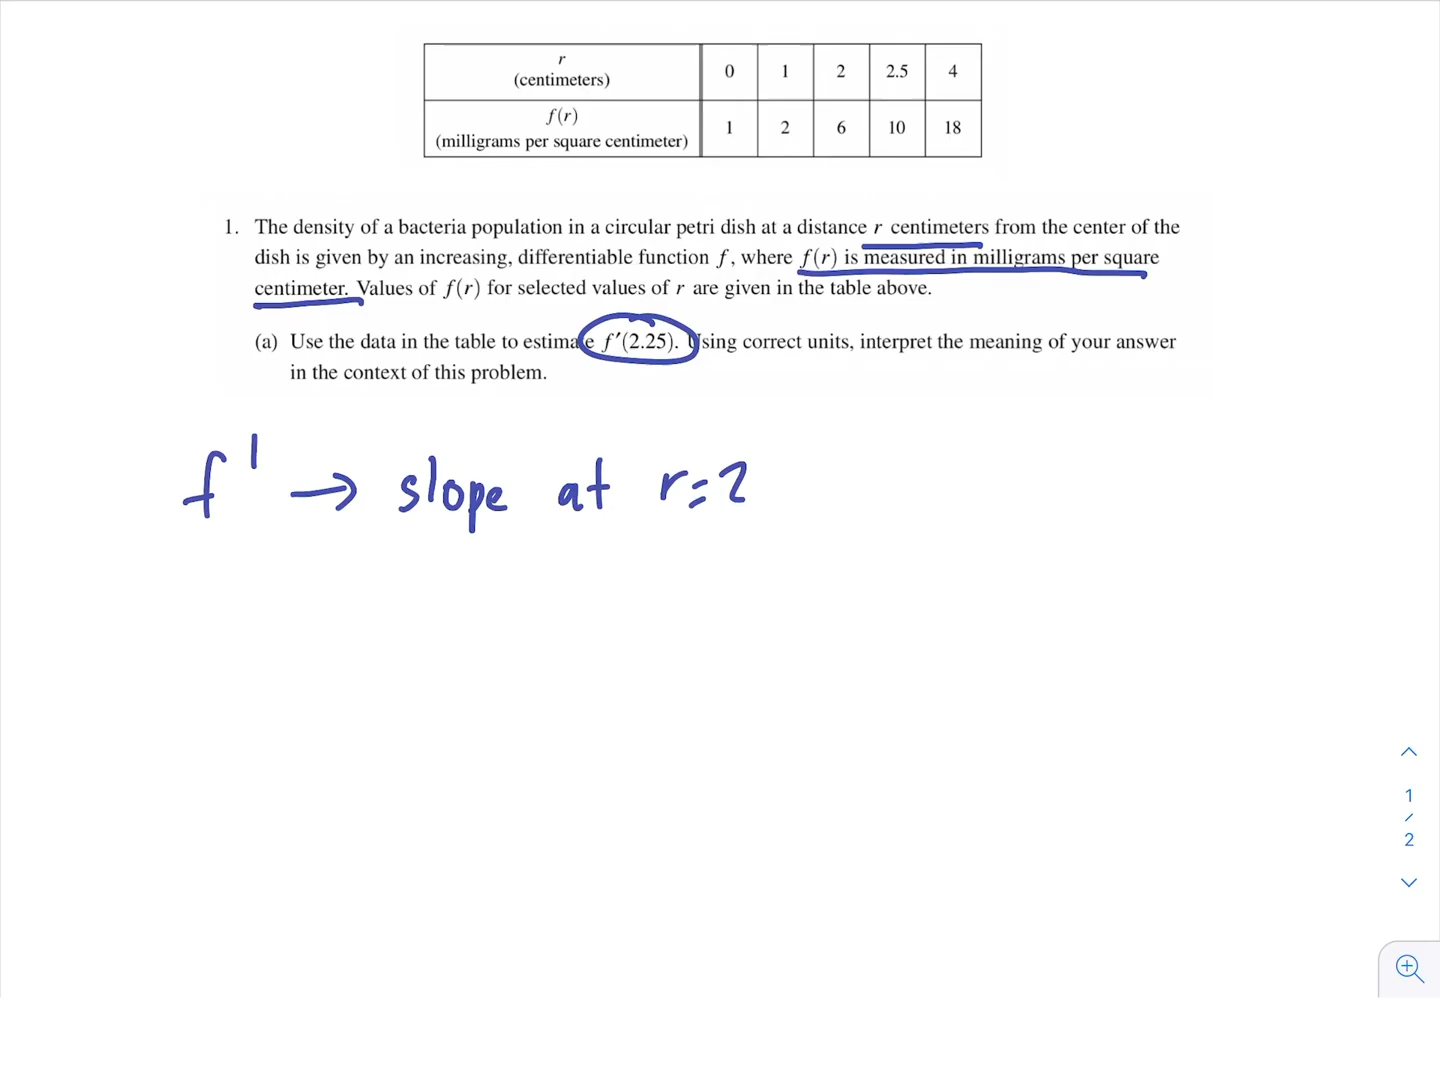 r 0 1 2 2.5 4
(centimeters)
f(r) 1 2 6 10 18
(milligrams per square centimeter)
1. The density of a bacteria population in a circular petri dish at a distance r centimeters from the center of the
dish is given by an increasing, differentiable function f, where f(r) is measured in milligrams per square
centimeter. Values of f(r) for selected values of r are given in the table above.
(a) Use the data in the table to estimate f′(2.25). Using correct units, interpret the meaning of your answer
in the context of this problem.
f' → slope at r=2
1
/
2